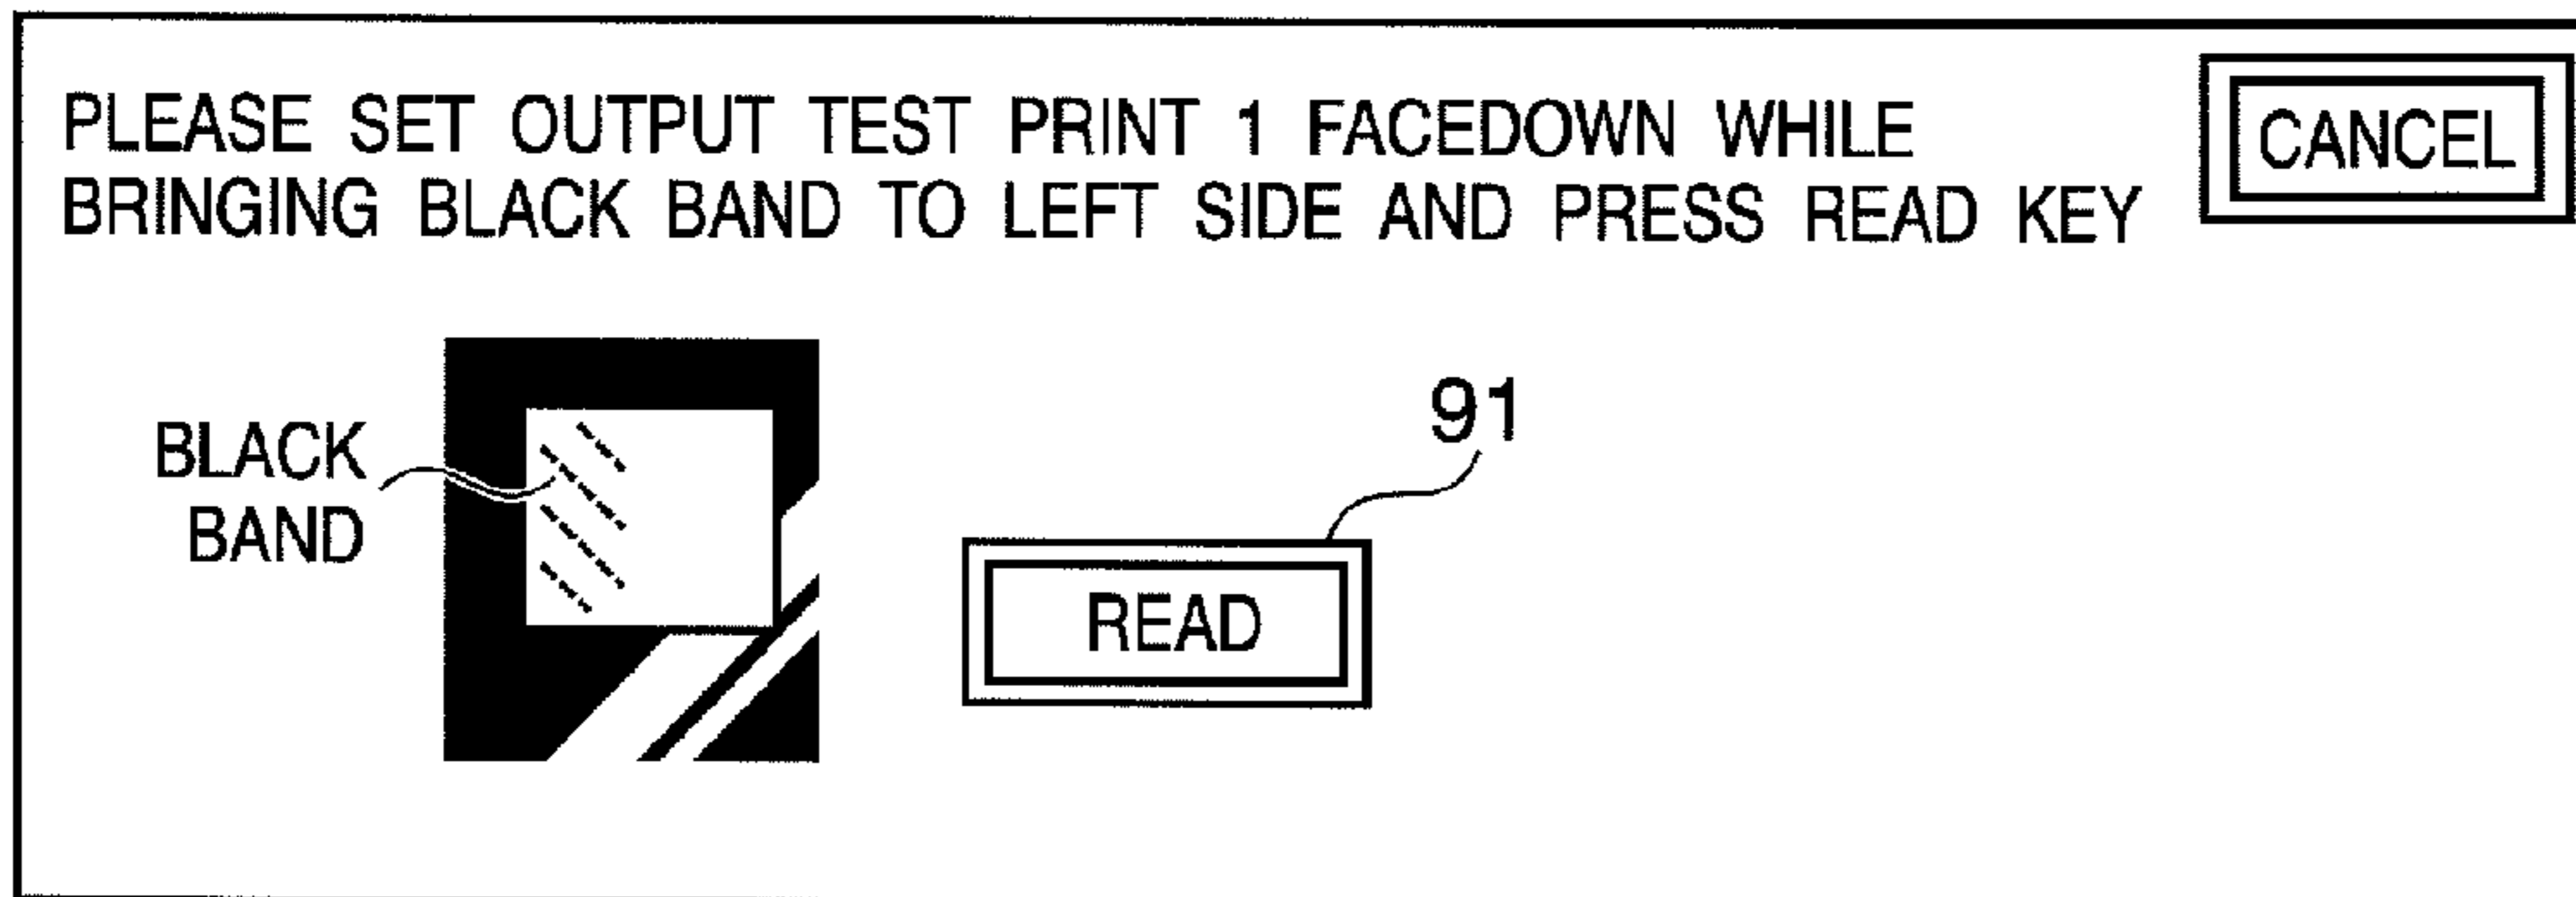 PLEASE SET OUTPUT TEST PRINT 1 FACEDOWN WHILE
BRINGING BLACK BAND TO LEFT SIDE AND PRESS READ KEY
CANCEL
BLACK
BAND
91
READ